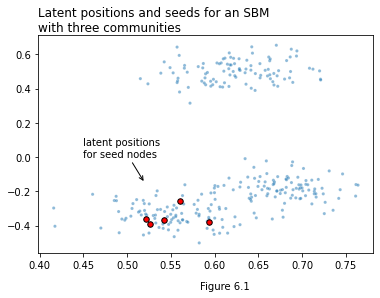 Latent positions and seeds for an SBM
with three communities
0.6
0.4
0.2
latent positions
for seed nodes
0.0
−0.2
−0.4
0.40 0.45 0.50 0.55 0.60 0.65 0.70 0.75
Figure 6.1